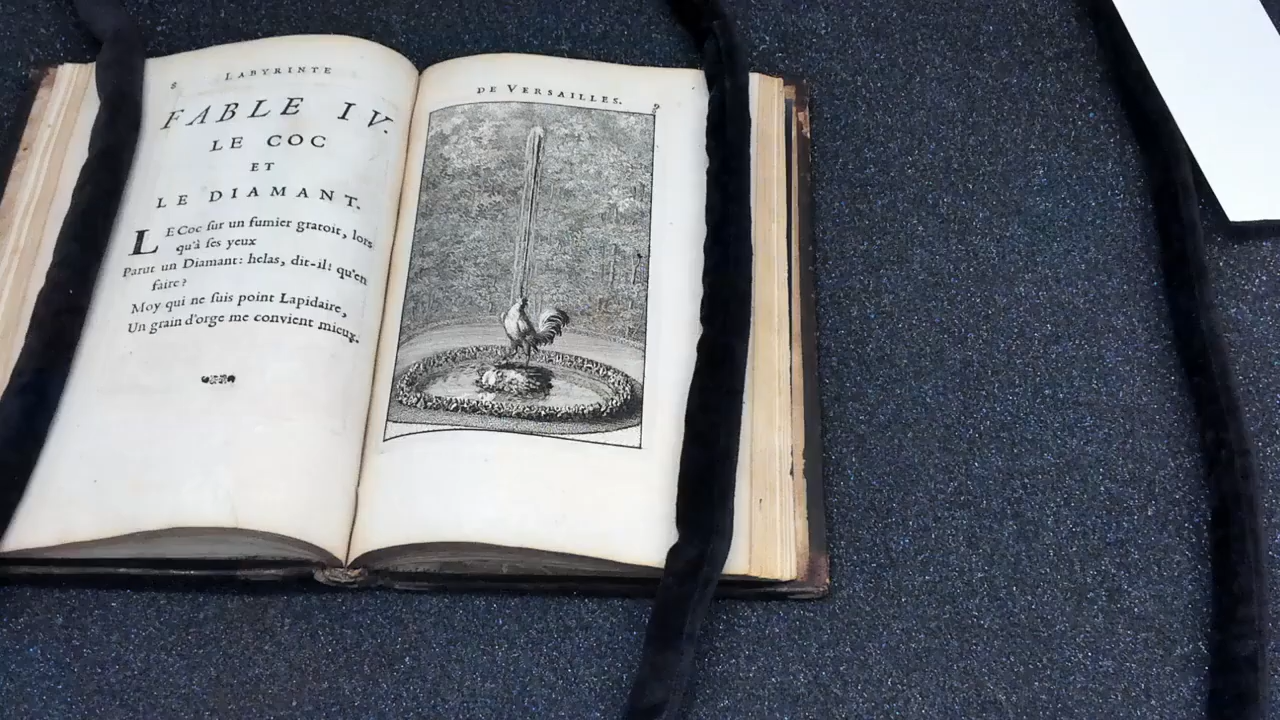 8 LABYRINTE
FABLE IV.
LE COC
ET
LE DIAMANT.
LE Coc ſur un fumier gratoit, lors
qu'à ſes yeux
Parut un Diamant: helas, dit-il! qu'en
faire?
Moy qui ne ſuis point Lapidaire,
Un grain d'orge me convient mieux.
DE VERSAILLES. 9